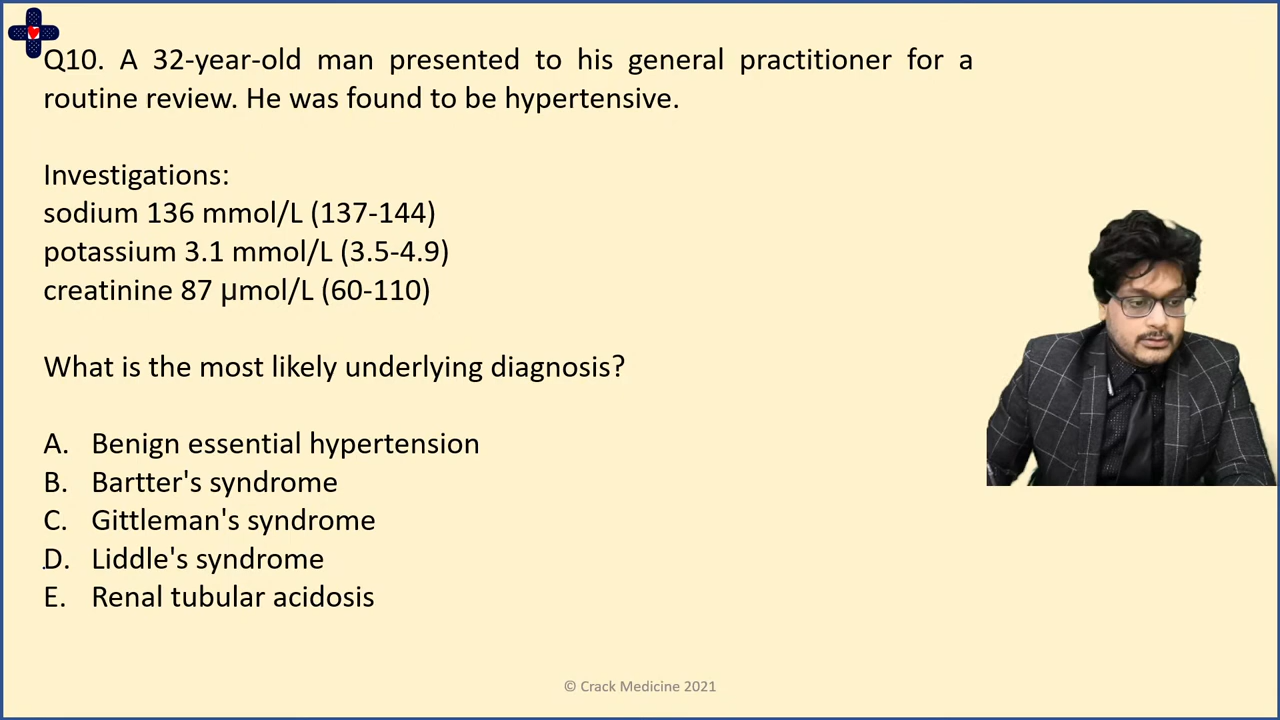 Q10. A 32-year-old man presented to his general practitioner for a
routine review. He was found to be hypertensive.
Investigations:
sodium 136 mmol/L (137-144)
potassium 3.1 mmol/L (3.5-4.9)
creatinine 87 µmol/L (60-110)
What is the most likely underlying diagnosis?
A. Benign essential hypertension
B. Bartter's syndrome
C. Gittleman's syndrome
D. Liddle's syndrome
E. Renal tubular acidosis
© Crack Medicine 2021